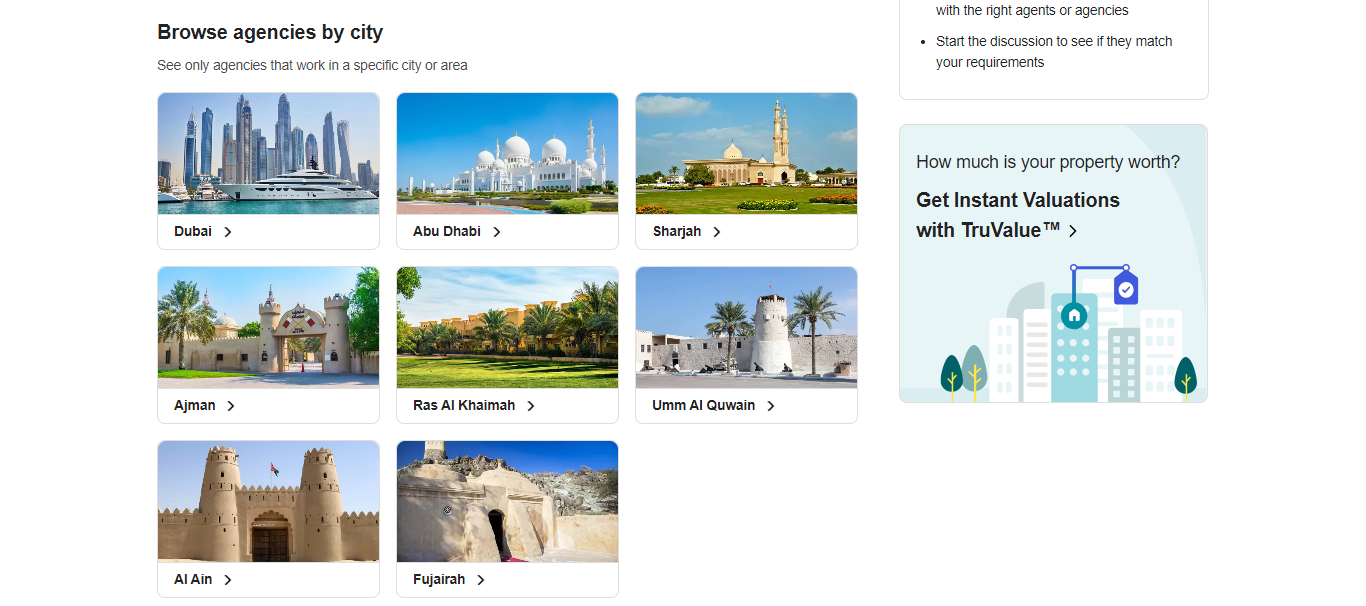 Browse agencies by city
See only agencies that work in a specific city or area
Dubai
Abu Dhabi
Sharjah
Ajman
Ras Al Khaimah
Umm Al Quwain
Al Ain
Fujairah
with the right agents or agencies
• Start the discussion to see if they match
your requirements
How much is your property worth?
Get Instant Valuations
with TruValue™